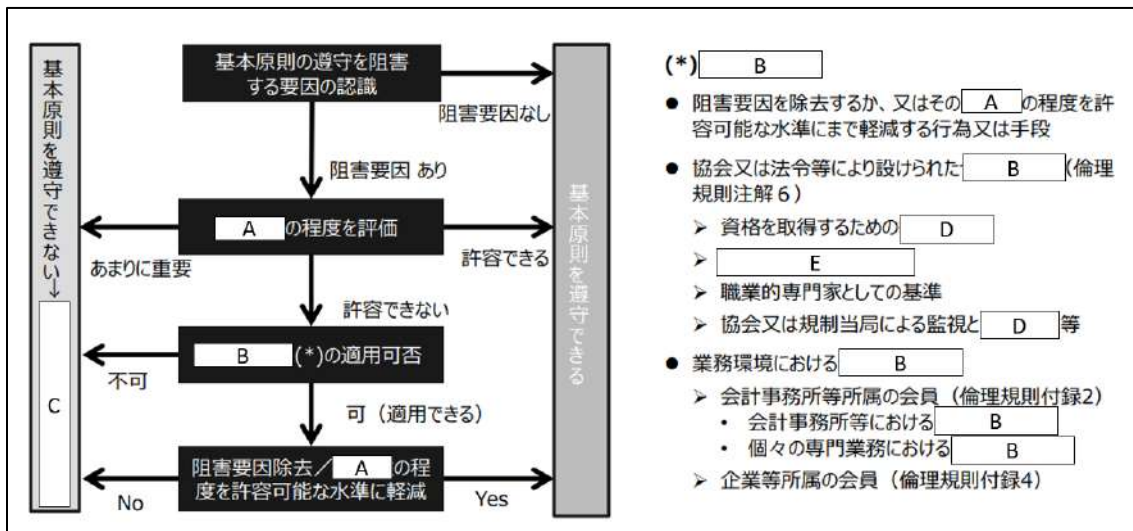 基本原則の遵守を阻害
する要因の認識
阻害要因なし
阻害要因 あり
A の程度を評価
あまりに重要
許容できる
許容できない
B (*)の適用可否
不可
可（適用できる）
阻害要因除去／ A の程
度を許容可能な水準に軽減
No
Yes
基本原則を遵守できない→
C
基本原則を遵守できる
(*) B
● 阻害要因を除去するか、又はその A の程度を許
容可能な水準にまで軽減する行為又は手段
● 協会又は法令等により設けられた B (倫理
規則注解６)
➢ 資格を取得するための D
➢ E
➢ 職業的専門家としての基準
➢ 協会又は規制当局による監視と D 等
● 業務環境における B
➢ 会計事務所等所属の会員（倫理規則付録2）
• 会計事務所等における B
• 個々の専門業務における B
➢ 企業等所属の会員（倫理規則付録4）